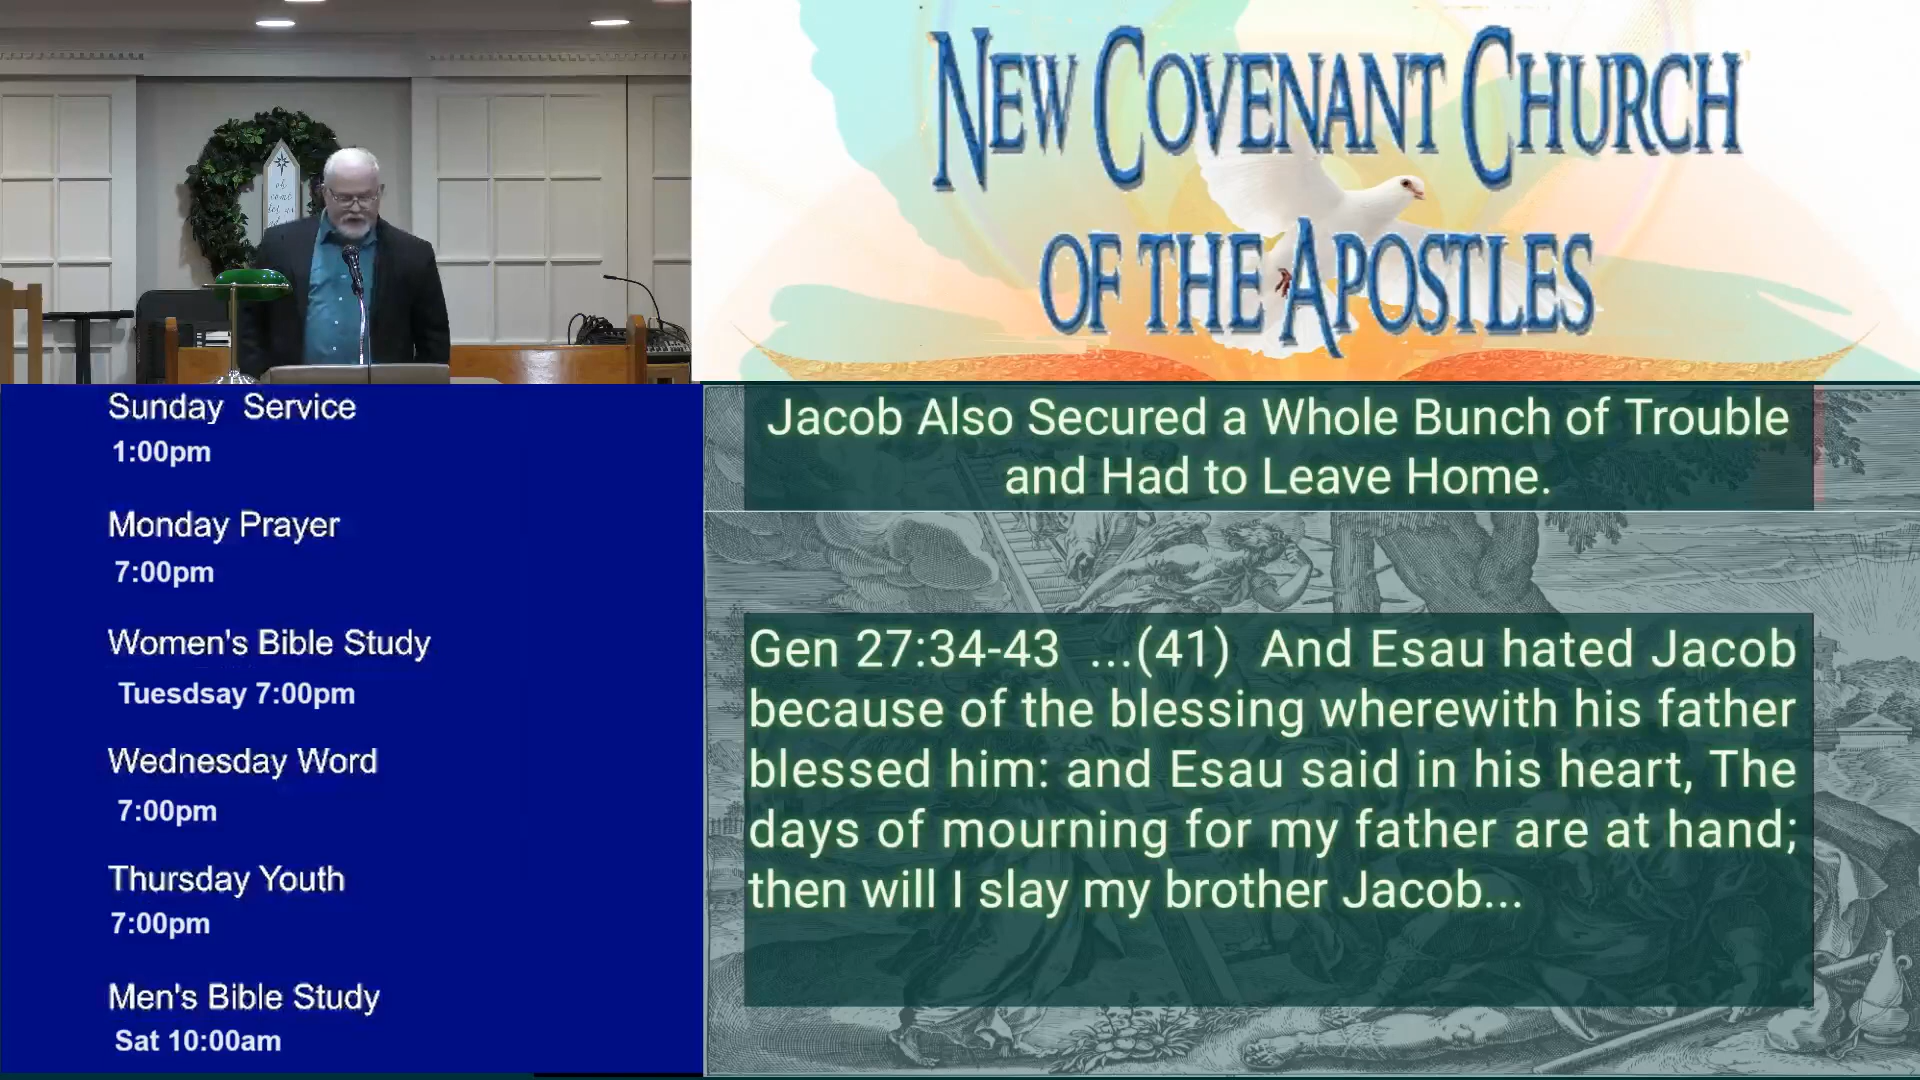 oh
come
let us
NEW COVENANT CHURCH
OF THE APOSTLES
Sunday Service
1:00pm
Monday Prayer
7:00pm
Women's Bible Study
Tuesdsay 7:00pm
Wednesday Word
7:00pm
Thursday Youth
7:00pm
Men's Bible Study
Sat 10:00am
Jacob Also Secured a Whole Bunch of Trouble
and Had to Leave Home.
Gen 27:34-43 ...(41) And Esau hated Jacob
because of the blessing wherewith his father
blessed him: and Esau said in his heart, The
days of mourning for my father are at hand;
then will I slay my brother Jacob...